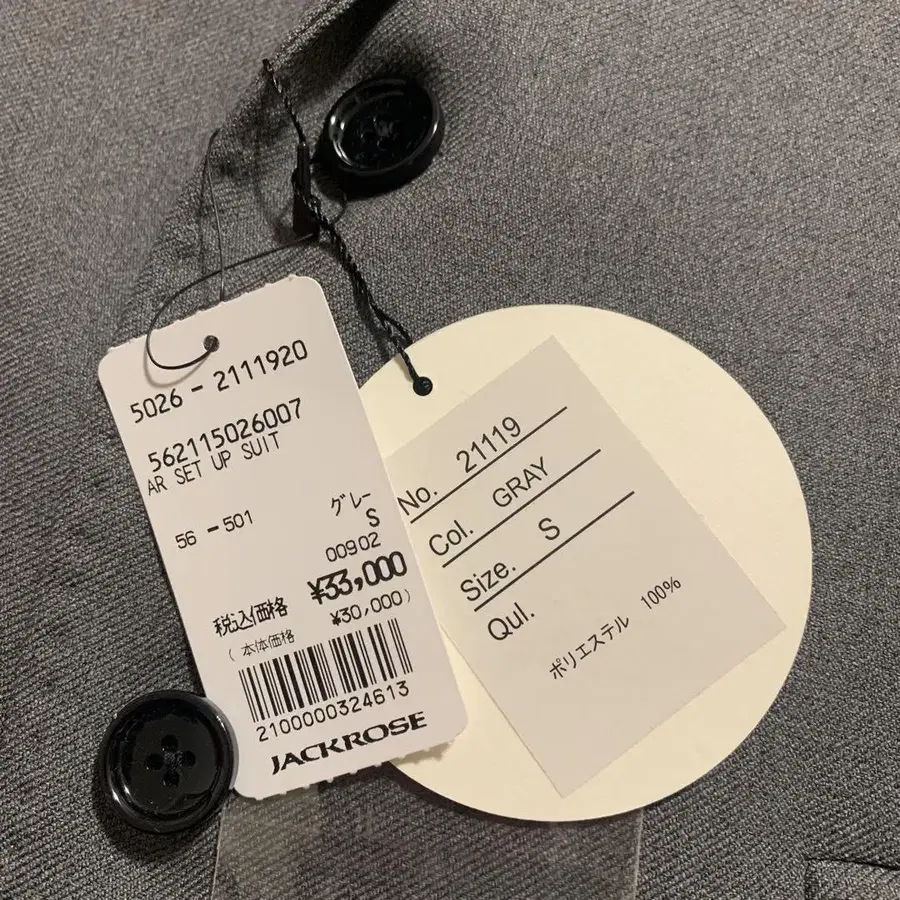 5026 - 2111920
562115026007
AR SET UP SUIT
グレー
56 - 501
S
00902
税込価格 ¥33,000
( 本体価格 ¥30,000)
2100000324613
JACKROSE
No. 21119
Col. GRAY
Size. S
Qul.
ポリエステル 100%